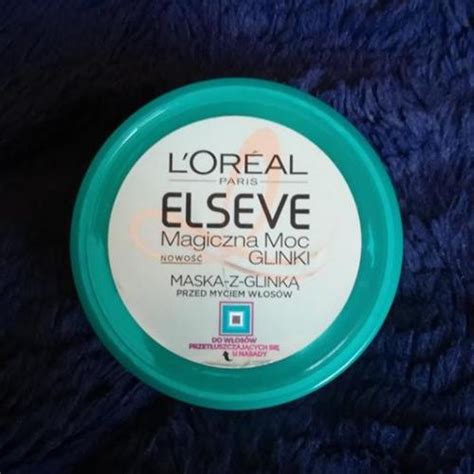 L'ORÉAL
PARIS
ELSEVE
Magiczna Moc
NOWOŚĆ GLINKI
MASKA-Z-GLINKĄ
PRZED MYCIEM WŁOSÓW
DO WŁOSÓW
PRZETŁUSZCZAJĄCYCH SIĘ
U NASADY